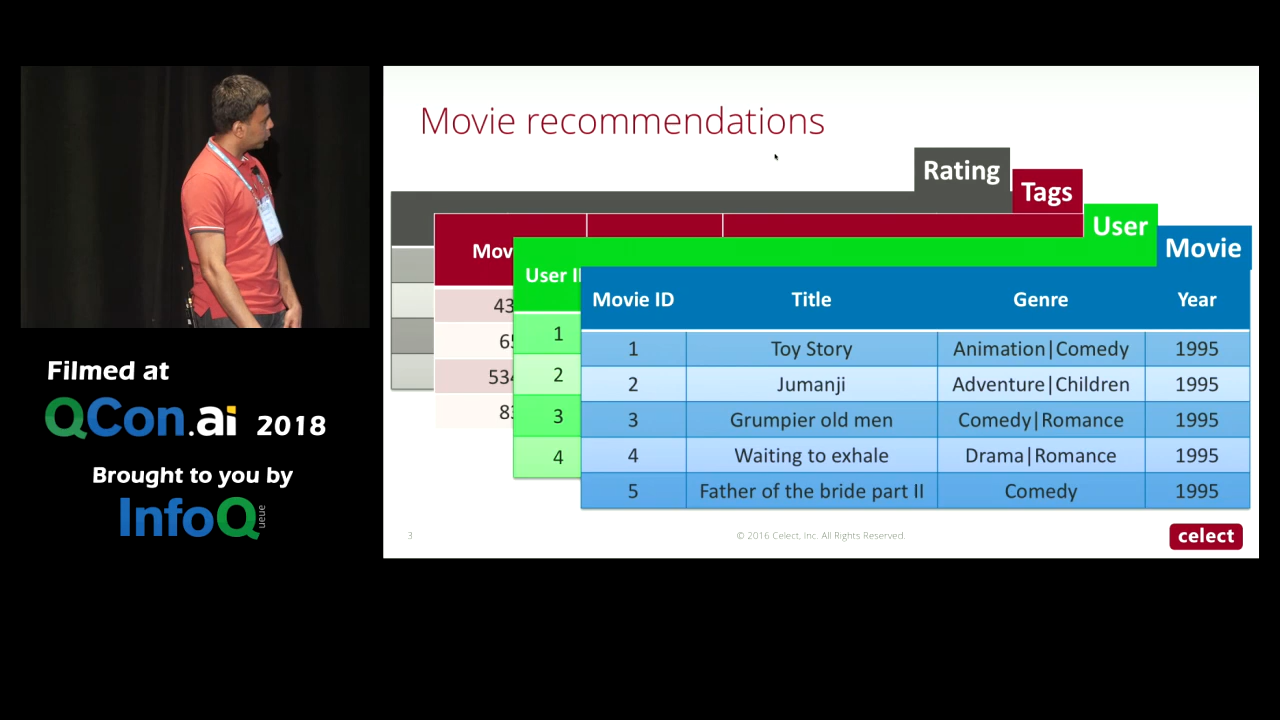 Movie recommendations
Rating
Tags
User
Movie
Mov
43
65
534
83
User I
1
2
3
4
Movie ID Title Genre Year
1 Toy Story Animation|Comedy 1995
2 Jumanji Adventure|Children 1995
3 Grumpier old men Comedy|Romance 1995
4 Waiting to exhale Drama|Romance 1995
5 Father of the bride part II Comedy 1995
3 © 2016 Celect, Inc. All Rights Reserved. celect
Filmed at
QCon.ai 2018
Brought to you by
InfoQ
ueue